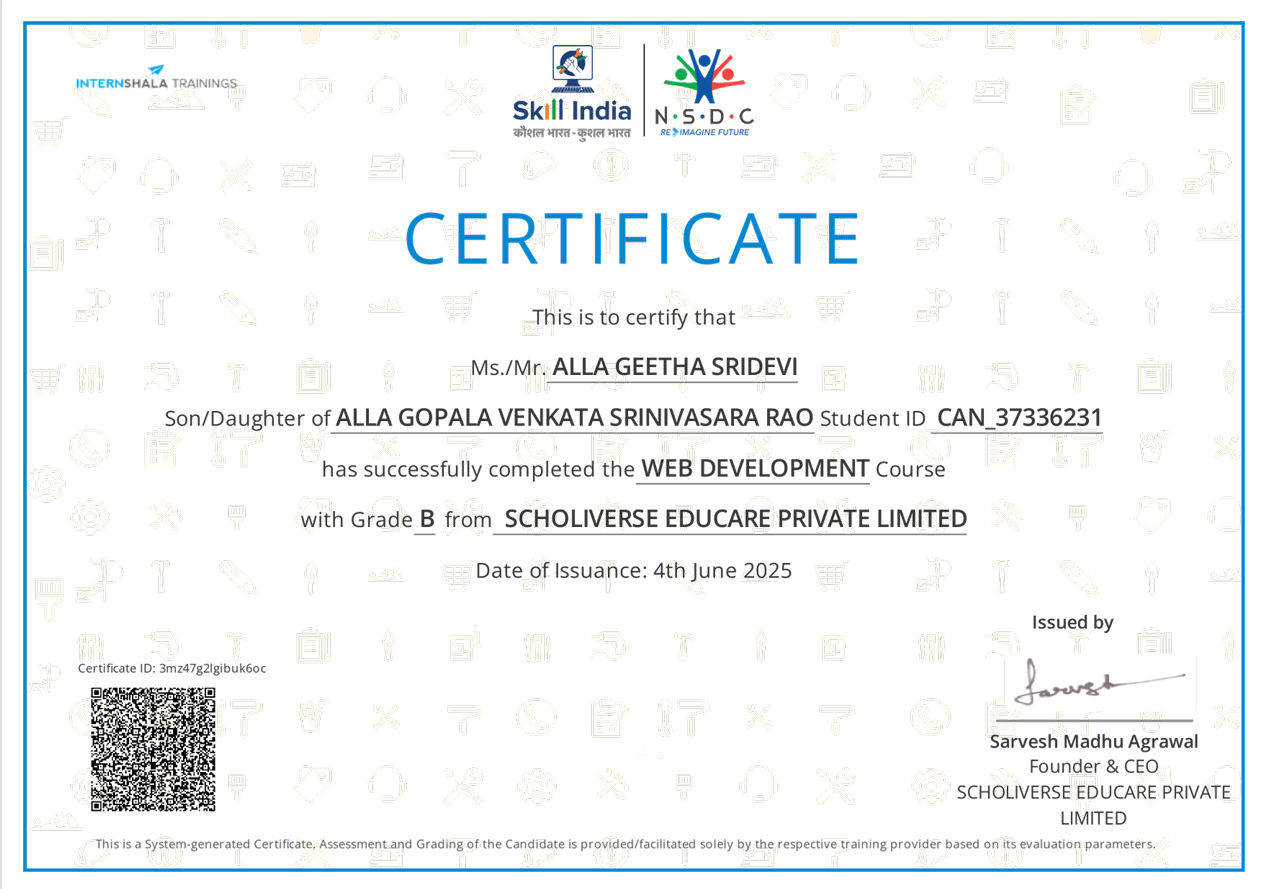 INTERNSHALA TRAININGS
Skill India
कौशल भारत - कुशल भारत
N·S·D·C
RE IMAGINE FUTURE
CERTIFICATE
This is to certify that
Ms./Mr. ALLA GEETHA SRIDEVI
Son/Daughter of ALLA GOPALA VENKATA SRINIVASARA RAO Student ID CAN_37336231
has successfully completed the WEB DEVELOPMENT Course
with Grade B from SCHOLIVERSE EDUCARE PRIVATE LIMITED
Date of Issuance: 4th June 2025
Issued by
Certificate ID: 3mz47g2lgibuk6oc
Sarvesh
Sarvesh Madhu Agrawal
Founder & CEO
SCHOLIVERSE EDUCARE PRIVATE
LIMITED
This is a System-generated Certificate. Assessment and Grading of the Candidate is provided/facilitated solely by the respective training provider based on its evaluation parameters.